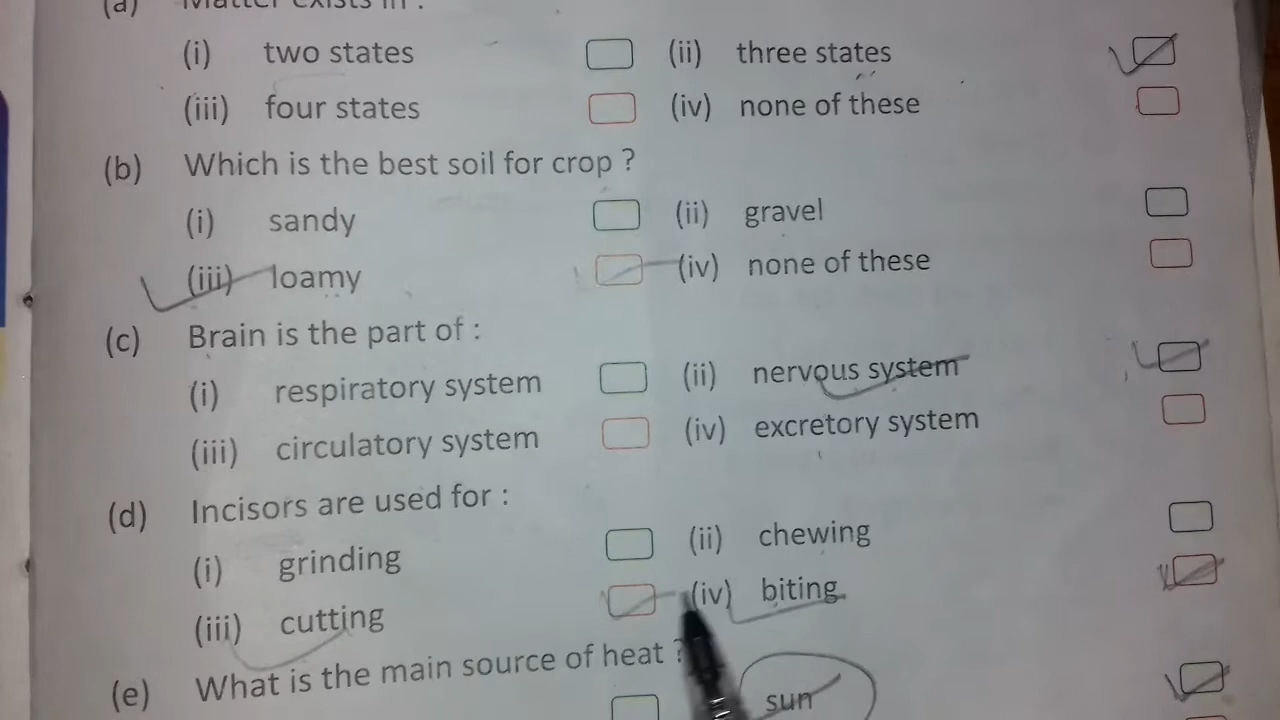 (a) Matter exists in :
(i) two states (ii) three states
(iii) four states (iv) none of these
(b) Which is the best soil for crop ?
(i) sandy (ii) gravel
(iii) loamy (iv) none of these
(c) Brain is the part of :
(i) respiratory system (ii) nervous system
(iii) circulatory system (iv) excretory system
(d) Incisors are used for :
(i) grinding (ii) chewing
(iii) cutting (iv) biting
(e) What is the main source of heat ?
sun